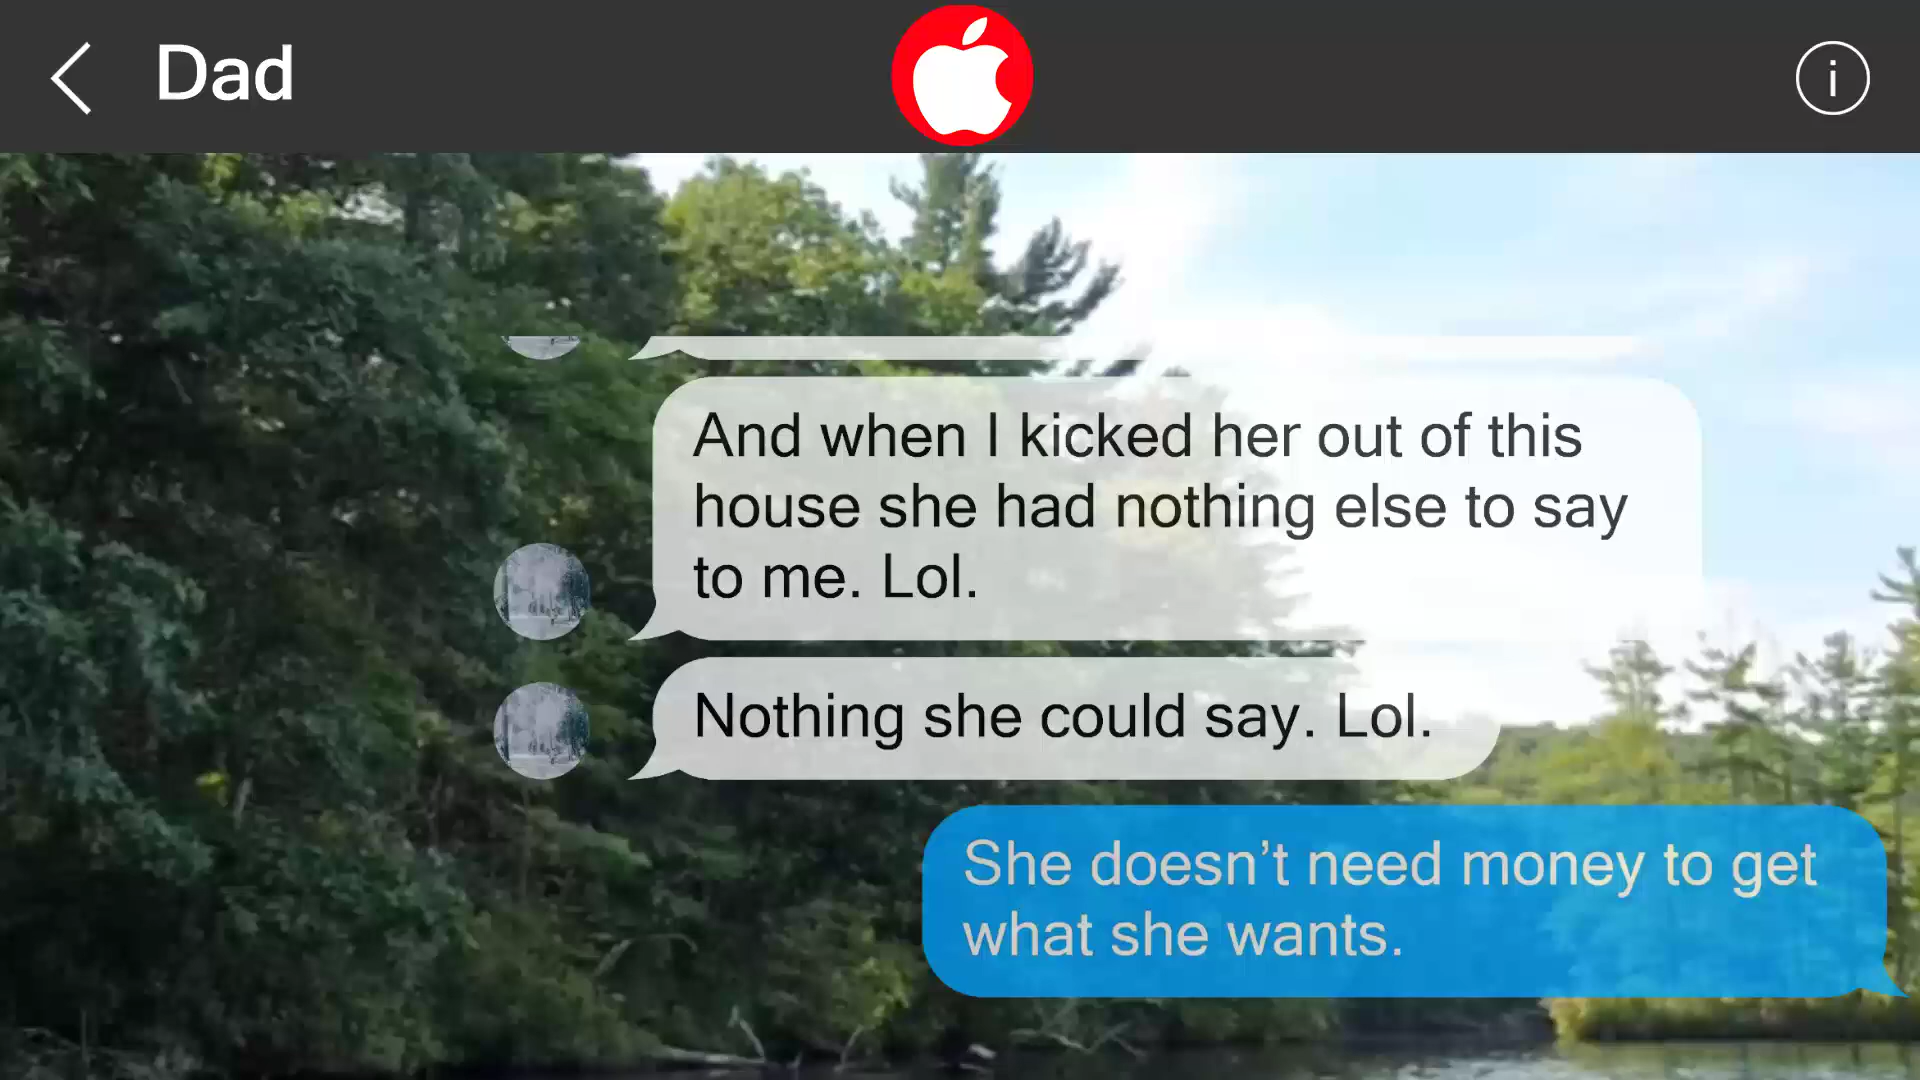 Dad
And when I kicked her out of this
house she had nothing else to say
to me. Lol.
Nothing she could say. Lol.
She doesn’t need money to get
what she wants.